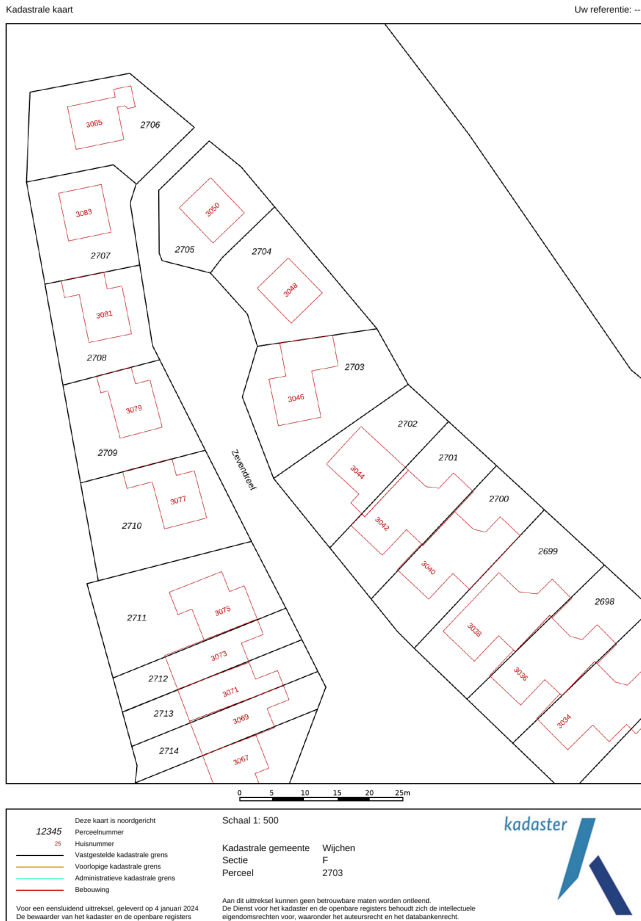 Kadastrale kaart
Uw referentie: --
3065
2706
3083
2707
3050
2705
2704
3048
3081
2708
2703
3046
3079
2709
2702
3044
2701
Zevendreef
3077
2710
3042
2700
3040
2699
2698
3075
2711
3038
3073
2712
3036
3071
2713
3069
3034
2714
3067
0 5 10 15 20 25m
Deze kaart is noordgericht
12345 Perceelnummer
25 Huisnummer
Vastgestelde kadastrale grens
Voorlopige kadastrale grens
Administratieve kadastrale grens
Bebouwing
Voor een eensluidend uittreksel, geleverd op 4 januari 2024
De bewaarder van het kadaster en de openbare registers
Schaal 1: 500
Kadastrale gemeente Wijchen
Sectie F
Perceel 2703
Aan dit uittreksel kunnen geen betrouwbare maten worden ontleend.
De Dienst voor het kadaster en de openbare registers behoudt zich de intellectuele
eigendomsrechten voor, waaronder het auteursrecht en het databankenrecht.
kadaster